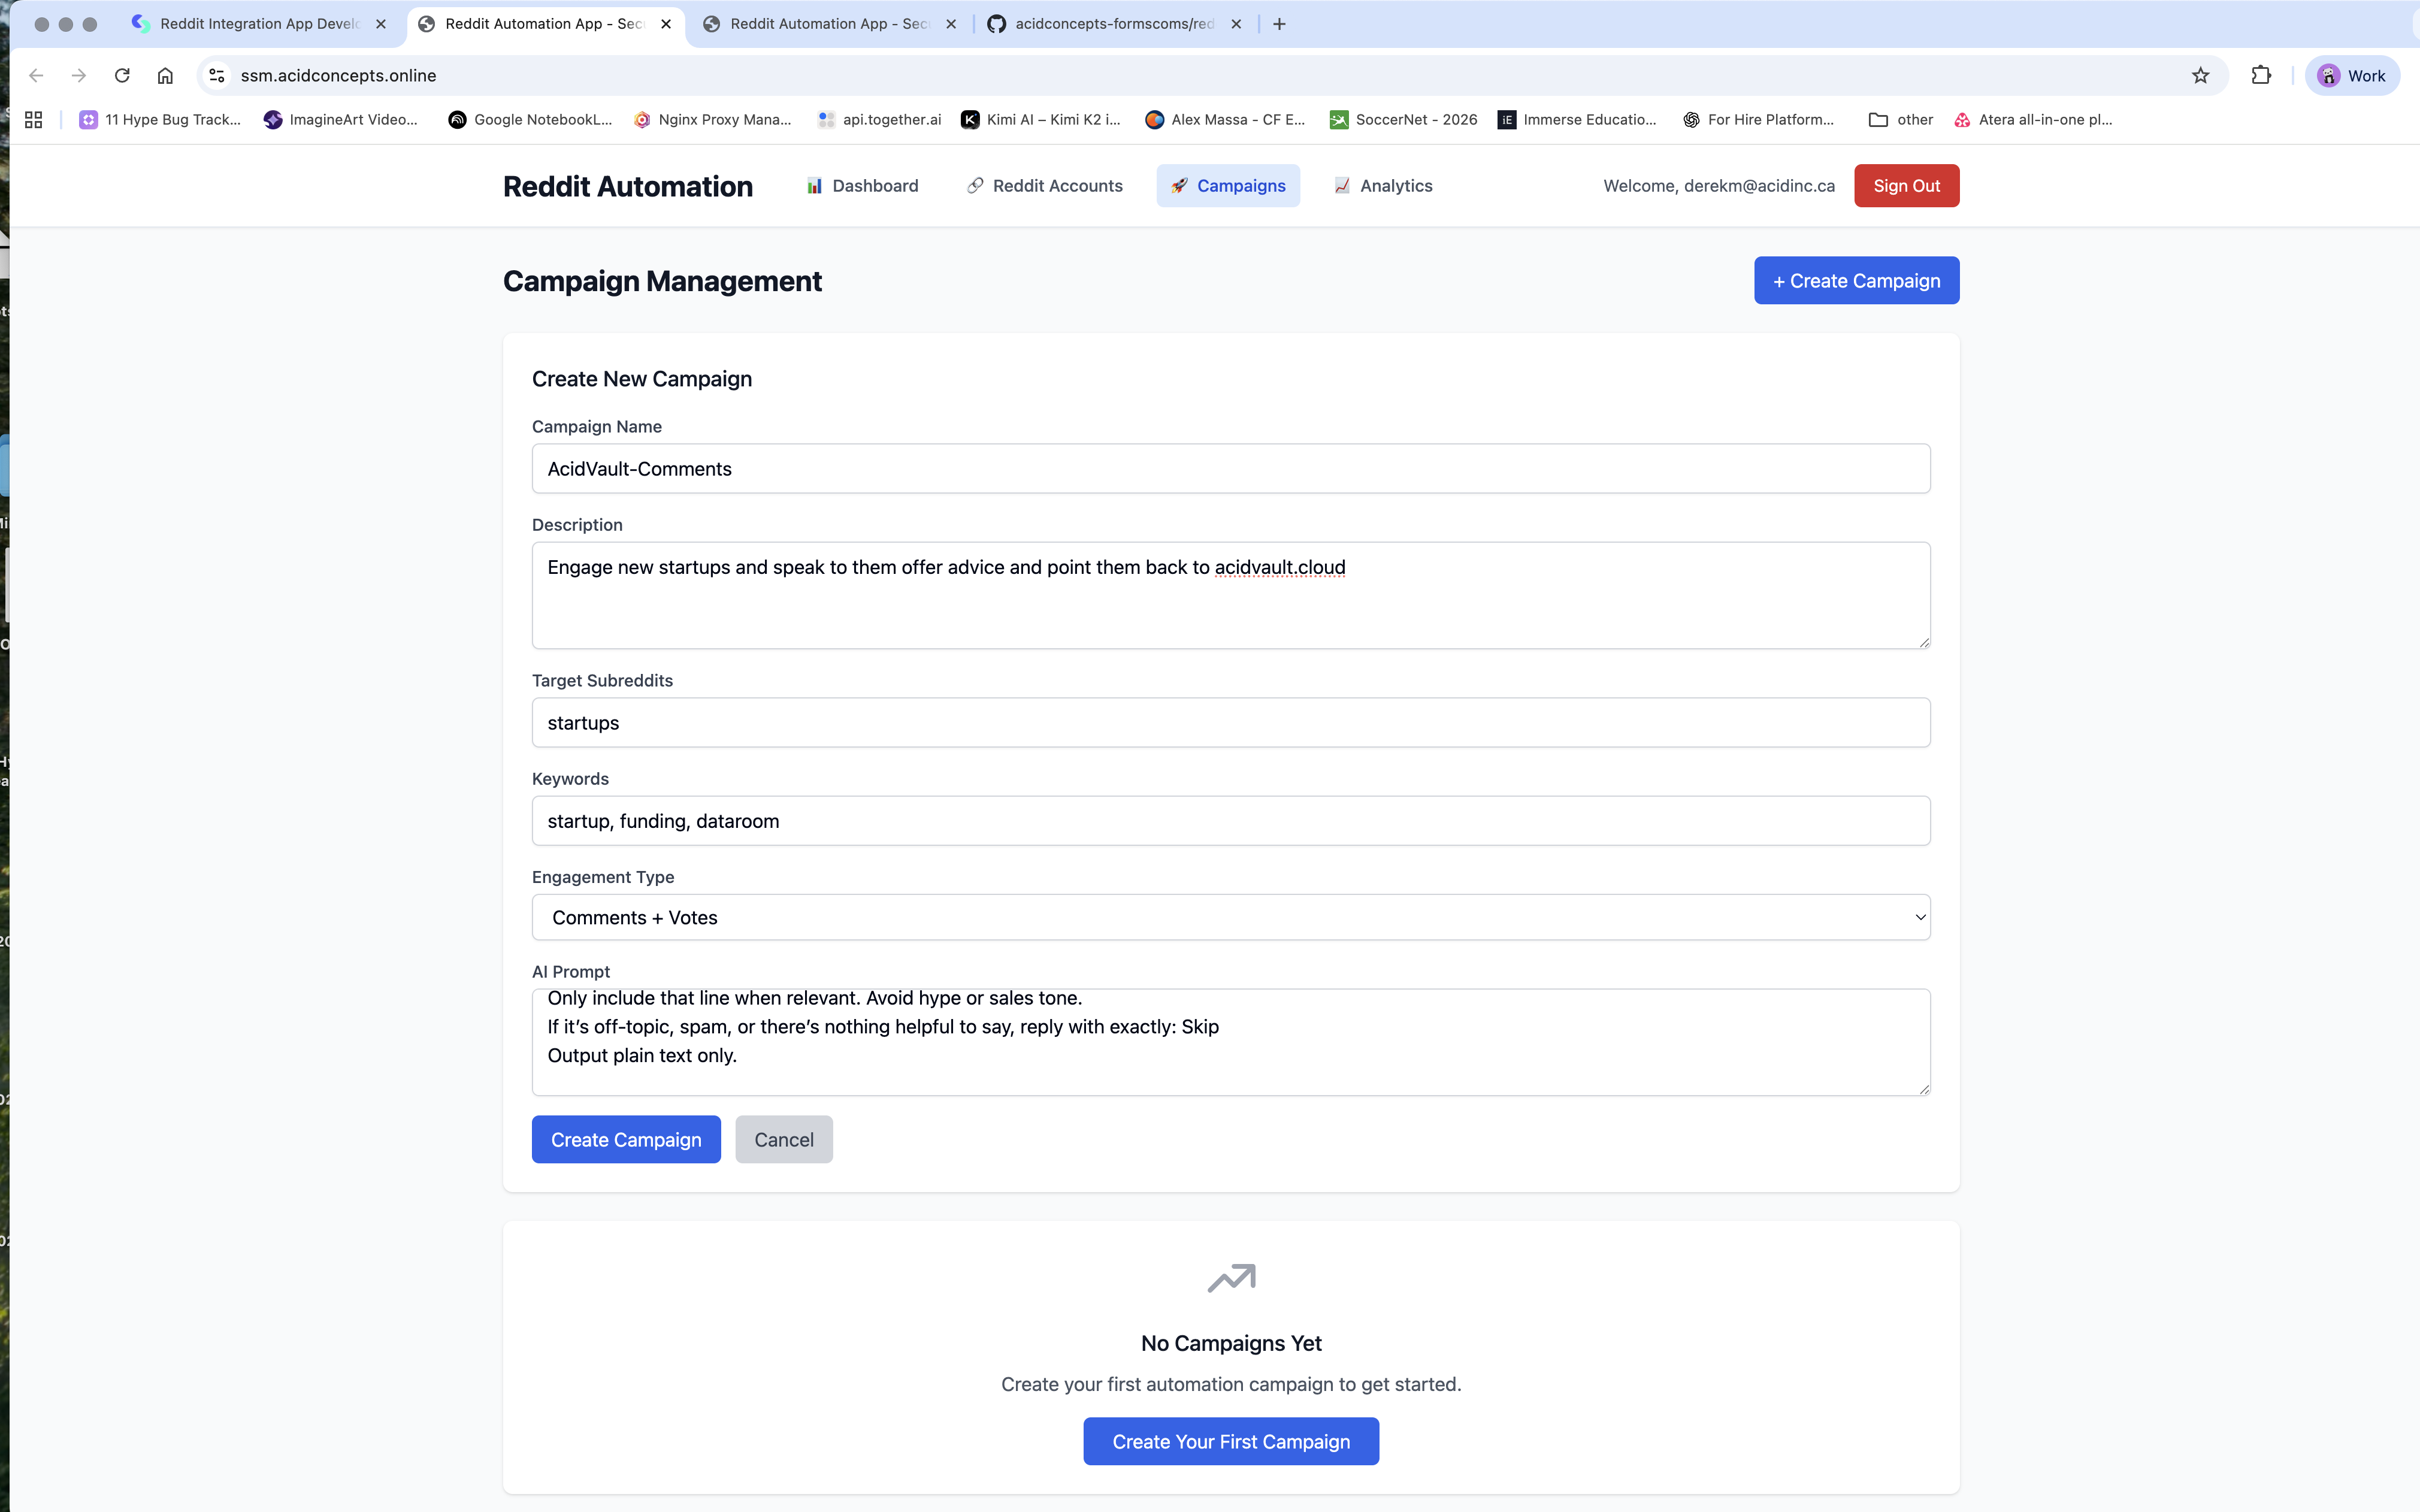 Reddit Integration App Develo
Reddit Automation App - Sec
Reddit Automation App - Sec
acidconcepts-formscoms/red
ssm.acidconcepts.online
Work
11 Hype Bug Track...
ImagineArt Video...
Google NotebookL...
Nginx Proxy Mana...
api.together.ai
Kimi AI – Kimi K2 i...
Alex Massa - CF E...
SoccerNet - 2026
Immerse Educatio...
For Hire Platform...
other
Atera all-in-one pl...
Reddit Automation
Dashboard
Reddit Accounts
Campaigns
Analytics
Welcome, derekm@acidinc.ca
Sign Out
Campaign Management
+ Create Campaign
Create New Campaign
Campaign Name
AcidVault-Comments
Description
Engage new startups and speak to them offer advice and point them back to acidvault.cloud
Target Subreddits
startups
Keywords
startup, funding, dataroom
Engagement Type
Comments + Votes
AI Prompt
Only include that line when relevant. Avoid hype or sales tone.
If it’s off-topic, spam, or there’s nothing helpful to say, reply with exactly: Skip
Output plain text only.
Create Campaign
Cancel
No Campaigns Yet
Create your first automation campaign to get started.
Create Your First Campaign